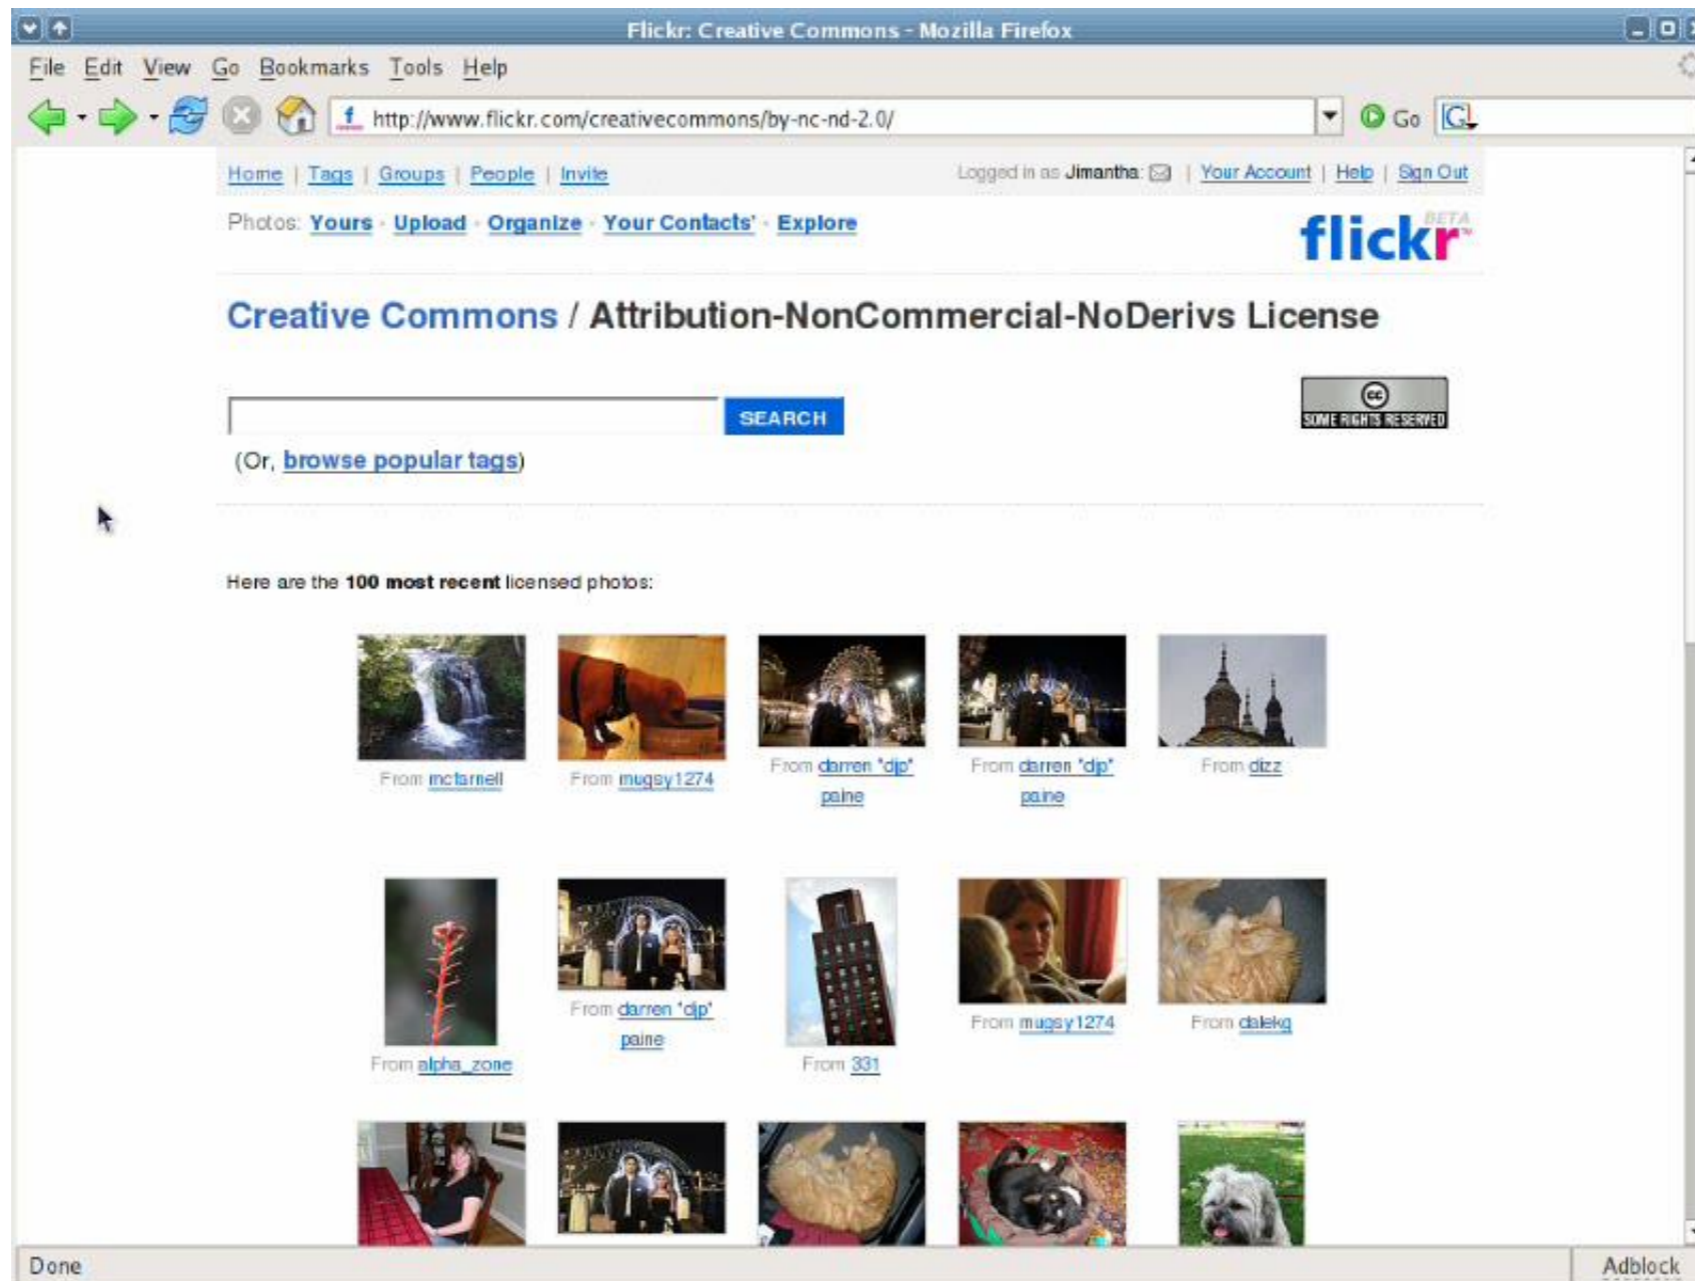 Flickr: Creative Commons - Mozilla Firefox
File Edit View Go Bookmarks Tools Help
http://www.flickr.com/creativecommons/by-nc-nd-2.0/ Go
Home | Tags | Groups | People | Invite Logged in as Jimantha: | Your Account | Help | Sign Out
Photos: Yours - Upload - Organize - Your Contacts' - Explore
flickr BETA
Creative Commons / Attribution-NonCommercial-NoDerivs License
SEARCH
cc
SOME RIGHTS RESERVED
(Or, browse popular tags)
Here are the 100 most recent licensed photos:
From mugsy1274
From darren "djp" paine
From darren "djp" paine
From dizz
From alpha_zone
From darren "djp" paine
From 331
From mugsy1274
From dalekg
Done Adblock